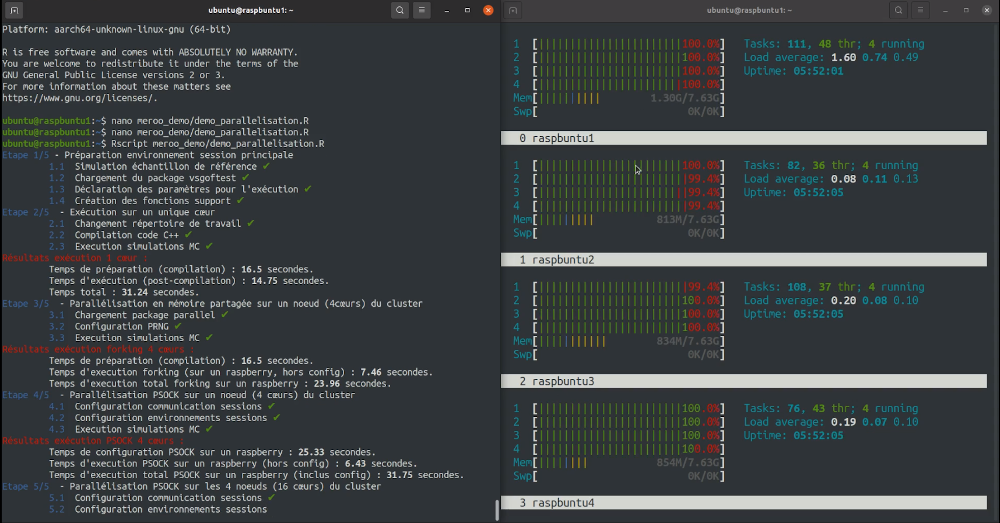 ubuntu@raspbuntu1: ~
Platform: aarch64-unknown-linux-gnu (64-bit)
R is free software and comes with ABSOLUTELY NO WARRANTY.
You are welcome to redistribute it under the terms of the
GNU General Public License versions 2 or 3.
For more information about these matters see
https://www.gnu.org/licenses/.
ubuntu@raspbuntu1:~$ nano meroo_demo/demo_parallelisation.R
ubuntu@raspbuntu1:~$ nano meroo_demo/demo_parallelisation.R
ubuntu@raspbuntu1:~$ Rscript meroo_demo/demo_parallelisation.R
Etape 1/5 - Préparation environnement session principale
1.1 Simulation échantillon de référence ✔
1.2 Chargement du package vsgoftest ✔
1.3 Déclaration des paramètres pour l'exécution ✔
1.4 Création des fonctions support ✔
Etape 2/5 - Exécution sur un unique cœur
2.1 Changement répertoire de travail ✔
2.2 Compilation code C++ ✔
2.3 Execution simulations MC ✔
Résultats exécution 1 cœur :
Temps de préparation (compilation) : 16.5 secondes.
Temps d'exécution (post-compilation) : 14.75 secondes.
Temps total : 31.24 secondes.
Etape 3/5 - Parallélisation en mémoire partagée sur un noeud (4cœurs) du cluster
3.1 Chargement package parallel ✔
3.2 Configuration PRNG ✔
3.3 Execution simulations MC ✔
Résultats exécution forking 4 cœurs :
Temps de préparation (compilation) : 16.5 secondes.
Temps d'execution forking (sur un raspberry, hors config) : 7.46 secondes.
Temps d'execution total forking sur un raspberry : 23.96 secondes.
Etape 4/5 - Parallélisation PSOCK sur un noeud (4 cœurs) du cluster
4.1 Configuration communication sessions ✔
4.2 Configuration environnements sessions ✔
4.3 Execution simulations MC ✔
Résultats exécution PSOCK 4 cœurs :
Temps de configuration PSOCK sur un raspberry : 25.33 secondes.
Temps d'execution PSOCK sur un raspberry (hors config) : 6.43 secondes.
Temps d'execution total PSOCK sur un raspberry (inclus config) : 31.75 secondes.
Etape 5/5 - Parallélisation PSOCK sur les 4 noeuds (16 cœurs) du cluster
5.1 Configuration communication sessions ✔
5.2 Configuration environnements sessions
ubuntu@raspbuntu1: ~
1 [100.0%] Tasks: 111, 48 thr; 4 running
2 [100.0%] Load average: 1.60 0.74 0.49
3 [100.0%] Uptime: 05:52:01
4 [100.0%]
Mem[1.30G/7.63G]
Swp[0K/0K]
0 raspbuntu1
1 [100.0%] Tasks: 82, 36 thr; 4 running
2 [99.4%] Load average: 0.08 0.11 0.13
3 [99.4%] Uptime: 05:52:05
4 [99.4%]
Mem[813M/7.63G]
Swp[0K/0K]
1 raspbuntu2
1 [99.4%] Tasks: 108, 37 thr; 4 running
2 [100.0%] Load average: 0.20 0.08 0.10
3 [100.0%] Uptime: 05:52:05
4 [100.0%]
Mem[834M/7.63G]
Swp[0K/0K]
2 raspbuntu3
1 [100.0%] Tasks: 76, 43 thr; 4 running
2 [100.0%] Load average: 0.19 0.07 0.10
3 [100.0%] Uptime: 05:52:05
4 [100.0%]
Mem[854M/7.63G]
Swp[0K/0K]
3 raspbuntu4